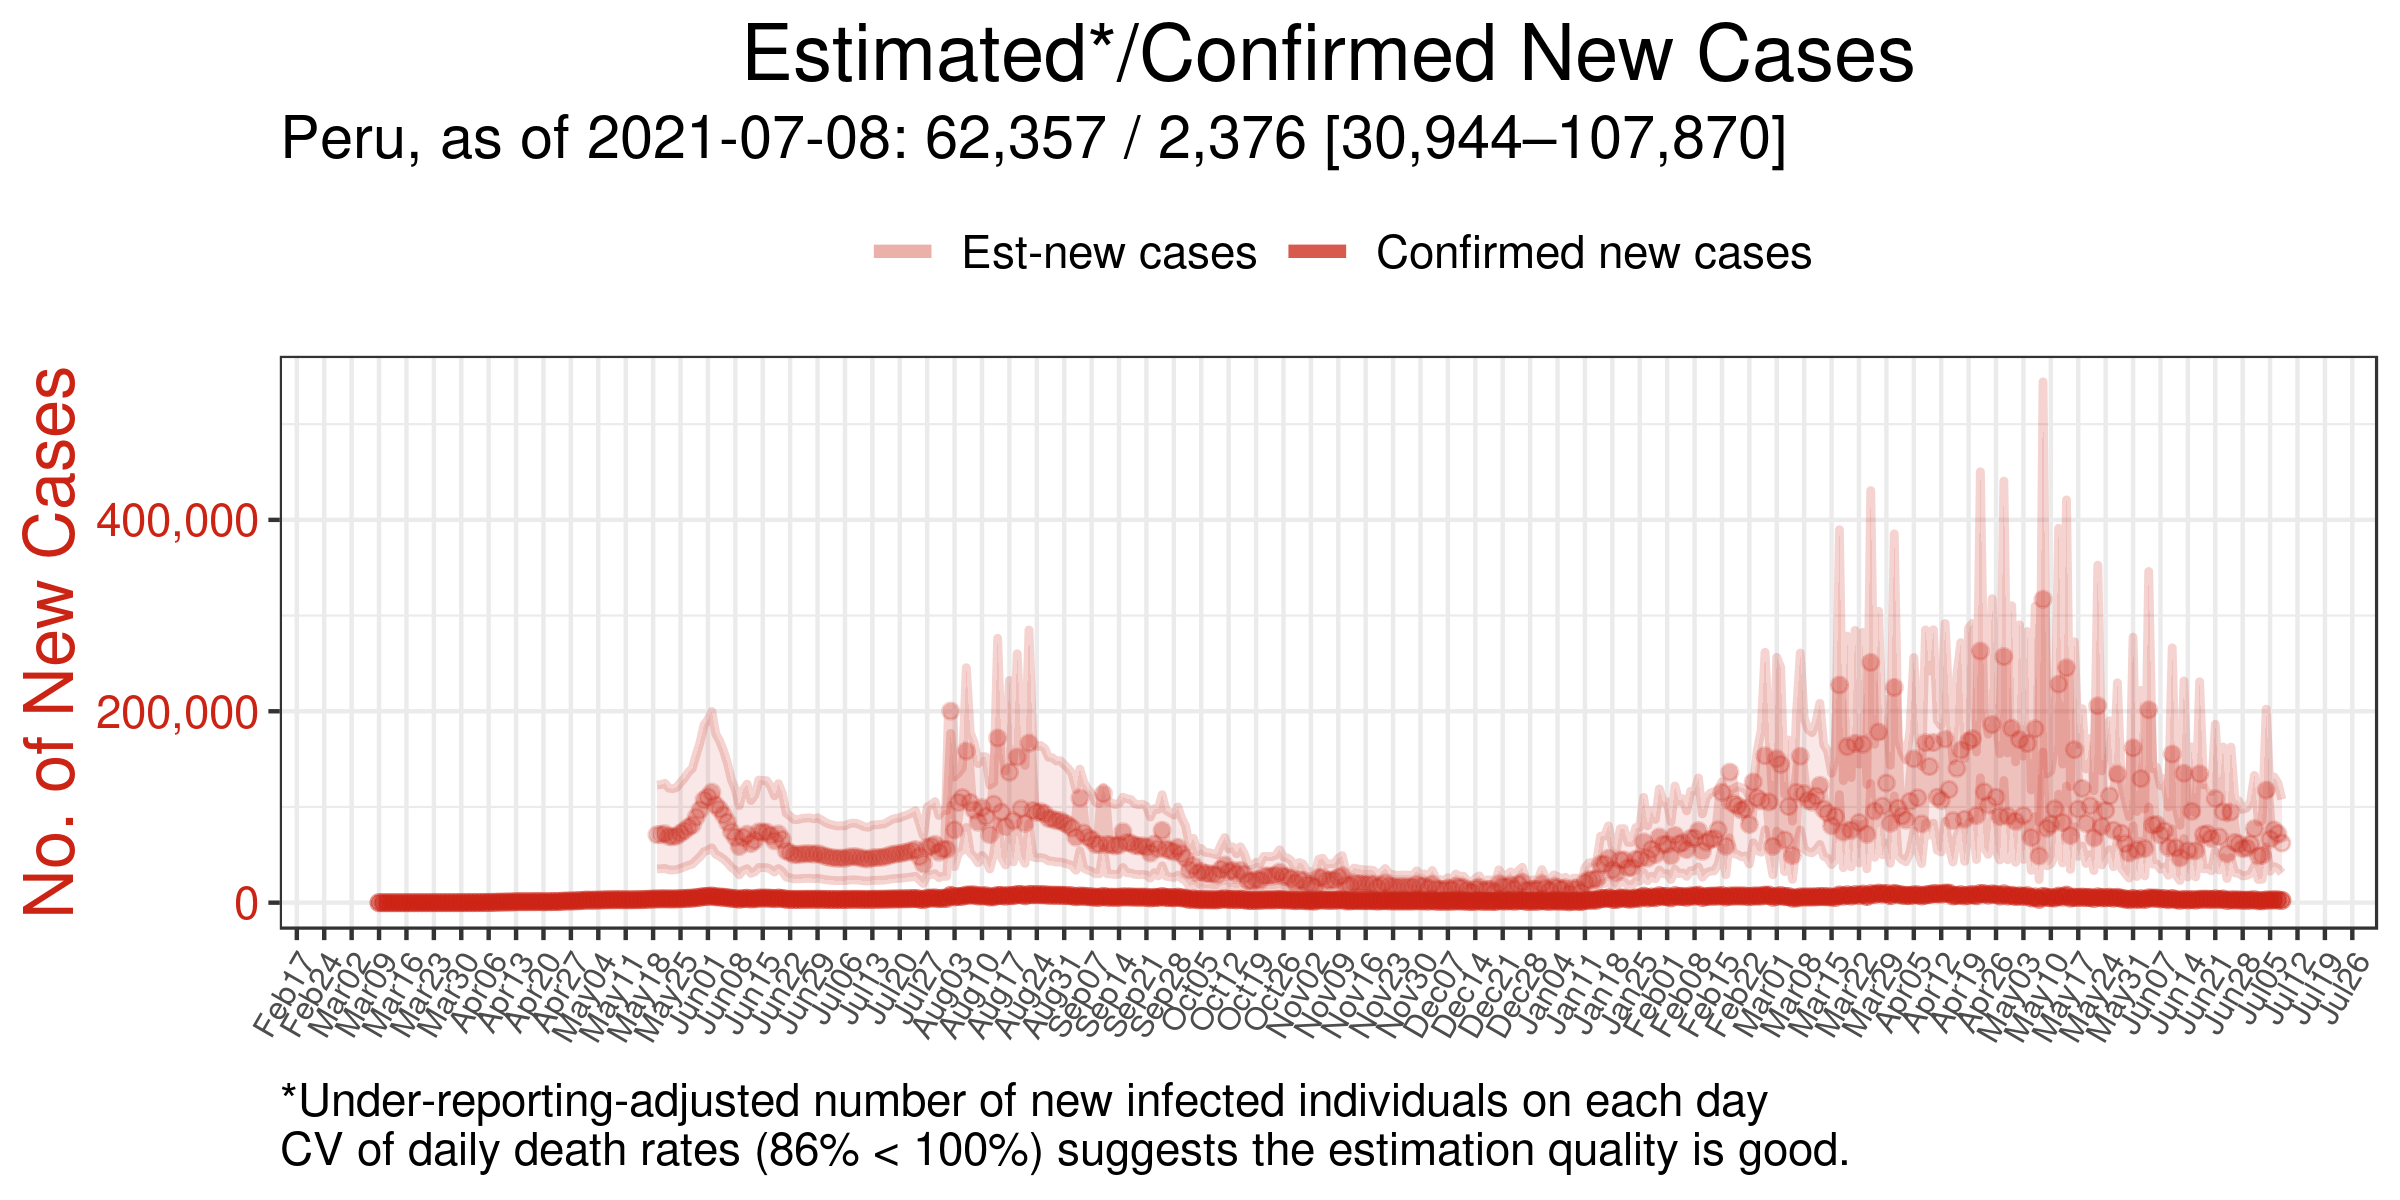 Estimated*/Confirmed New Cases
Peru, as of 2021-07-08: 62,357 / 2,376 [30,944–107,870]
Est-new cases
Confirmed new cases
No. of New Cases
400,000
200,000
0
Feb17
Feb24
Mar02
Mar09
Mar16
Mar23
Mar30
Apr06
Apr13
Apr20
Apr27
May04
May11
May18
May25
Jun01
Jun08
Jun15
Jun22
Jun29
Jul06
Jul13
Jul20
Jul27
Aug03
Aug10
Aug17
Aug24
Aug31
Sep07
Sep14
Sep21
Sep28
Oct05
Oct12
Oct19
Oct26
Nov02
Nov09
Nov16
Nov23
Nov30
Dec07
Dec14
Dec21
Dec28
Jan04
Jan11
Jan18
Jan25
Feb01
Feb08
Feb15
Feb22
Mar01
Mar08
Mar15
Mar22
Mar29
Apr05
Apr12
Apr19
Apr26
May03
May10
May17
May24
May31
Jun07
Jun14
Jun21
Jun28
Jul05
Jul12
Jul19
Jul26
*Under-reporting-adjusted number of new infected individuals on each day
CV of daily death rates (86% < 100%) suggests the estimation quality is good.